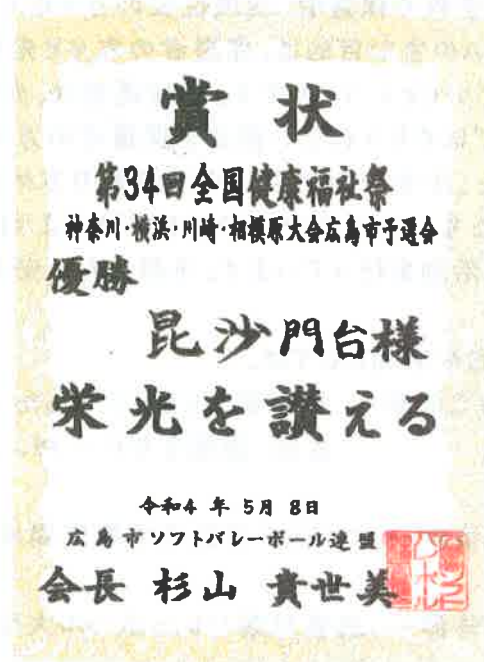 賞状
第34回全国健康福祉祭
神奈川・横浜・川崎・相模原大会広島市予選会
優勝
毘沙門台様
栄光を讃える
令和4年5月8日
広島市ソフトバレーボール連盟
会長 杉山 貴世美